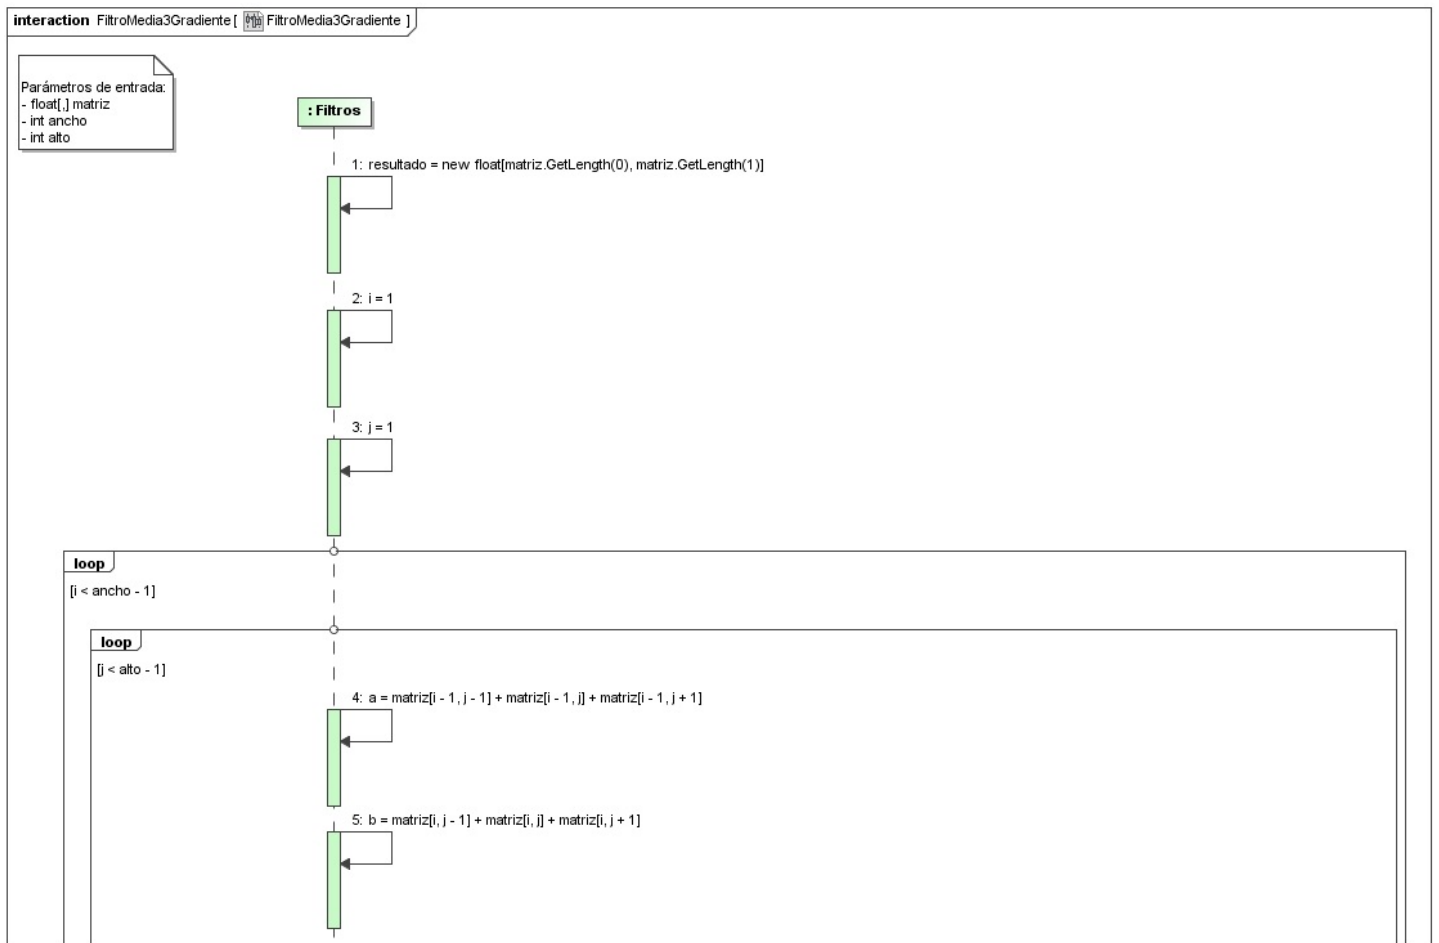 interaction FiltroMedia3Gradiente [ FiltroMedia3Gradiente ]
Parámetros de entrada:
- float[,] matriz
- int ancho
- int alto
: Filtros
1: resultado = new float[matriz.GetLength(0), matriz.GetLength(1)]
2: i = 1
3: j = 1
loop
[i < ancho - 1]
loop
[j < alto - 1]
4: a = matriz[i - 1, j - 1] + matriz[i - 1, j] + matriz[i - 1, j + 1]
5: b = matriz[i, j - 1] + matriz[i, j] + matriz[i, j + 1]